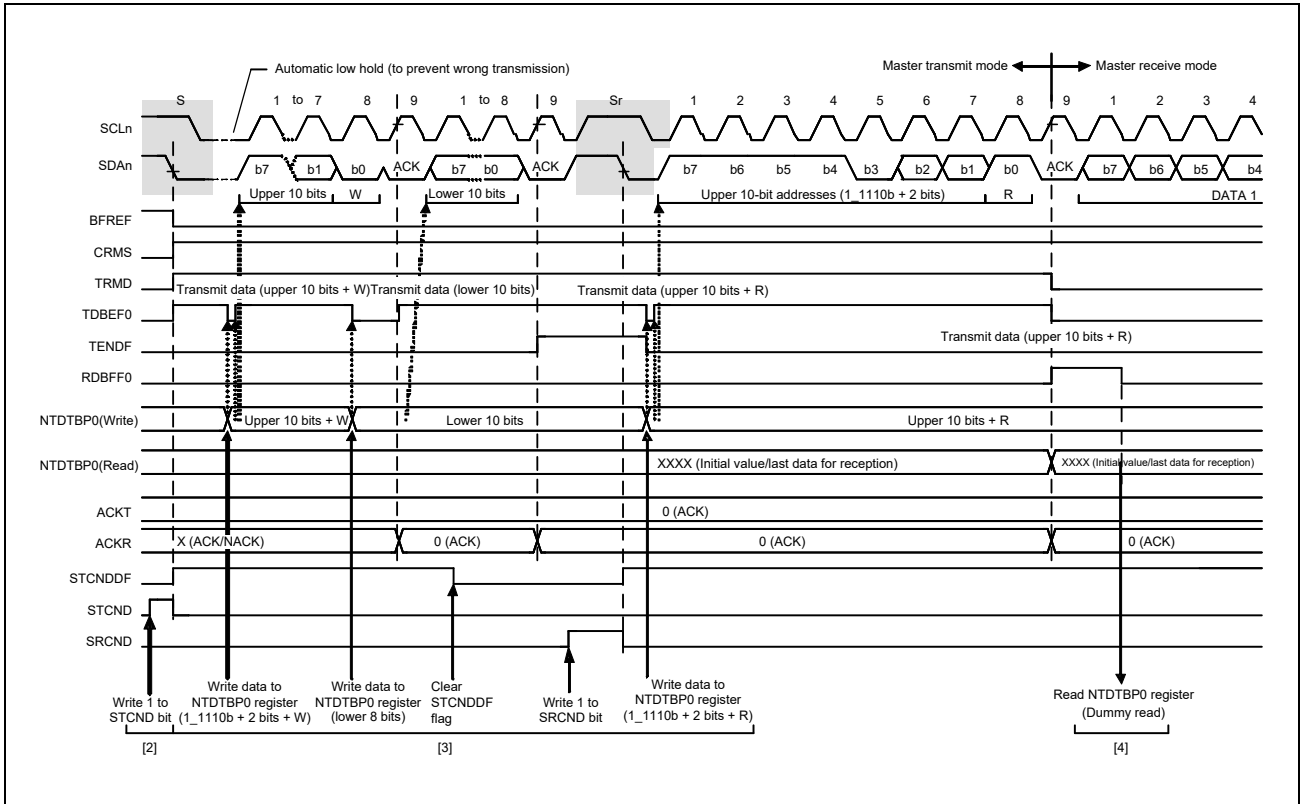 Master transmit mode Master receive mode
Automatic low hold (to prevent wrong transmission)
S 1 to 7 8 9 1 to 8 9 Sr 1 2 3 4 5 6 7 8 9 1 2 3 4
SCLn
SDAn b7 b1 b0 ACK b7 b0 ACK b7 b6 b5 b4 b3 b2 b1 b0 ACK b7 b6 b5 b4
Upper 10 bits W Lower 10 bits Upper 10-bit addresses (1_1110b + 2 bits) R DATA 1
BFREF
CRMS
TRMD
Transmit data (upper 10 bits + W) Transmit data (lower 10 bits) Transmit data (upper 10 bits + R)
TDBEF0
Transmit data (upper 10 bits + R)
TENDF
RDBFF0
NTDTBP0(Write) Upper 10 bits + W Lower 10 bits Upper 10 bits + R
NTDTBP0(Read) XXXX (Initial value/last data for reception) XXXX (Initial value/last data for reception)
ACKT 0 (ACK)
ACKR X (ACK/NACK) 0 (ACK) 0 (ACK) 0 (ACK)
STCNDDF
STCND
SRCND
Write 1 to
STCND bit
Write data to
NTDTBP0 register
(1_1110b + 2 bits + W)
Write data to
NTDTBP0 register
(lower 8 bits)
Clear
STCNDDF
flag
Write 1 to
SRCND bit
Write data to
NTDTBP0 register
(1_1110b + 2 bits + R)
Read NTDTBP0 register
(Dummy read)
[2] [3] [4]